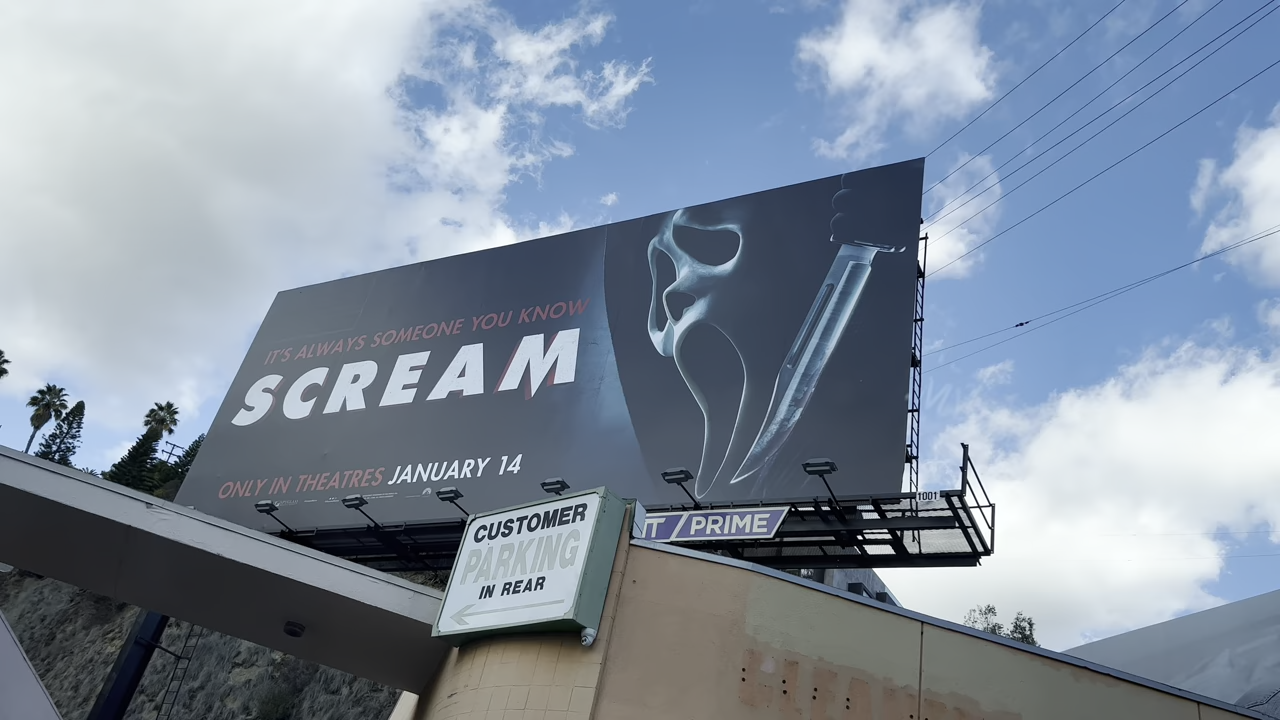 IT'S ALWAYS SOMEONE YOU KNOW
SCREAM
ONLY IN THEATRES JANUARY 14
1001
T / PRIME
CUSTOMER
PARKING
IN REAR